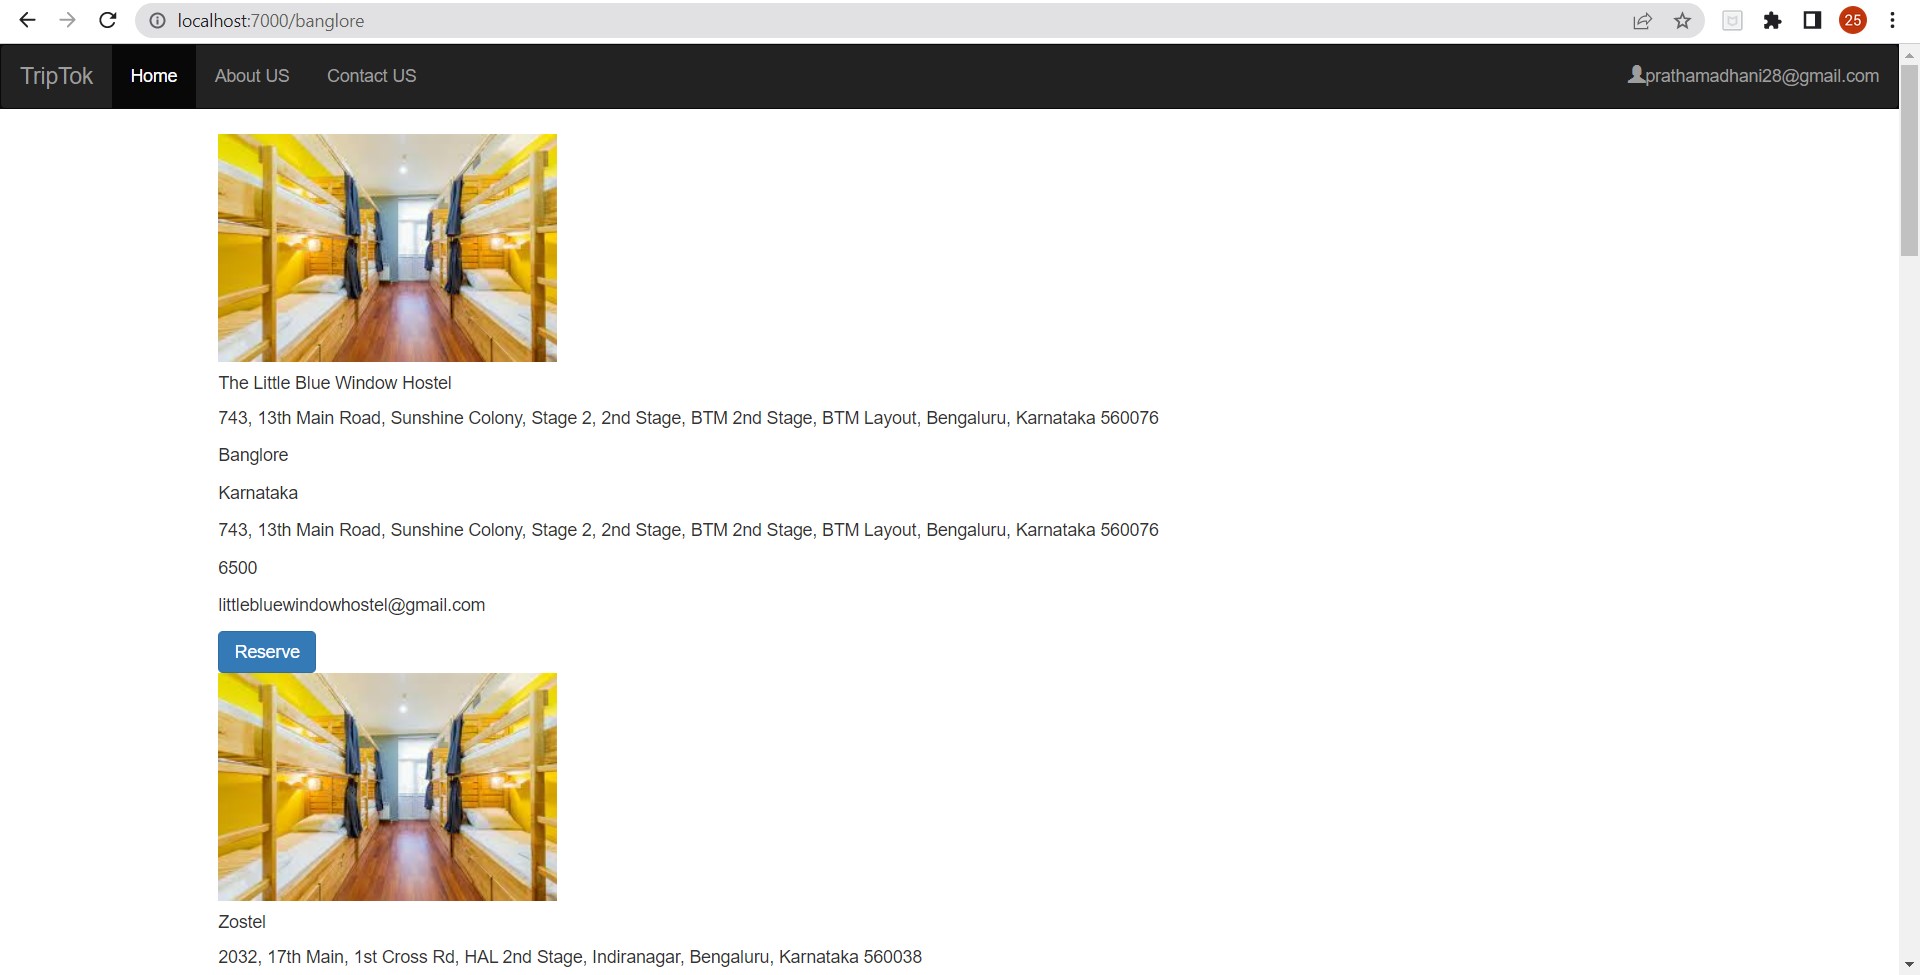 localhost:7000/banglore
25
TripTok Home About US Contact US prathamadhani28@gmail.com
The Little Blue Window Hostel
743, 13th Main Road, Sunshine Colony, Stage 2, 2nd Stage, BTM 2nd Stage, BTM Layout, Bengaluru, Karnataka 560076
Banglore
Karnataka
743, 13th Main Road, Sunshine Colony, Stage 2, 2nd Stage, BTM 2nd Stage, BTM Layout, Bengaluru, Karnataka 560076
6500
littlebluewindowhostel@gmail.com
Reserve
Zostel
2032, 17th Main, 1st Cross Rd, HAL 2nd Stage, Indiranagar, Bengaluru, Karnataka 560038